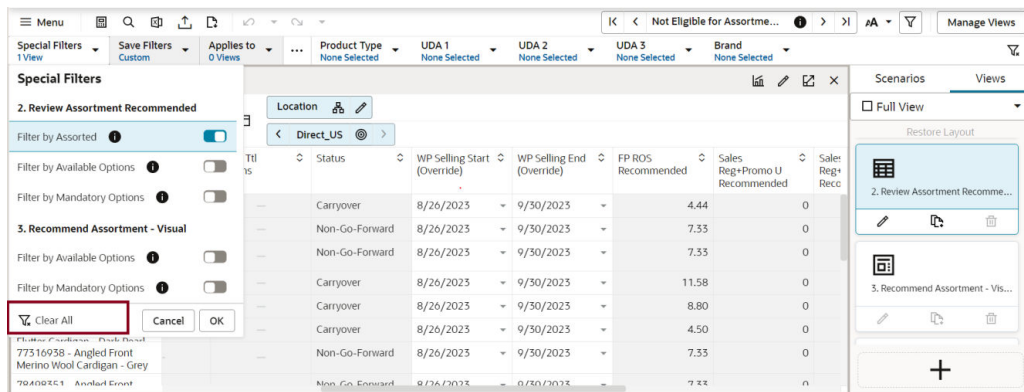 Menu
Not Eligible for Assortme...
Manage Views
Special Filters
1 View
Save Filters
Custom
Applies to
0 Views
Product Type
None Selected
UDA 1
None Selected
UDA 2
None Selected
UDA 3
None Selected
Brand
None Selected
Special Filters
2. Review Assortment Recommended
Filter by Assorted
Filter by Available Options
Filter by Mandatory Options
3. Recommend Assortment - Visual
Filter by Available Options
Filter by Mandatory Options
Clear All
Cancel
OK
Location
Direct_US
Ttl
Status
WP Selling Start
(Override)
WP Selling End
(Override)
FP ROS
Recommended
Sales
Reg+Promo U
Recommended
Sales
Reg+
Reco
Carryover 8/26/2023 9/30/2023 4.44 0
Non-Go-Forward 8/26/2023 9/30/2023 7.33 0
Non-Go-Forward 8/26/2023 9/30/2023 7.33 0
Carryover 8/26/2023 9/30/2023 11.58 0
Carryover 8/26/2023 9/30/2023 8.80 0
Carryover 8/26/2023 9/30/2023 4.50 0
Flutter Cardigan - Dark Pearl
77316938 - Angled Front
Merino Wool Cardigan - Grey
Non-Go-Forward 8/26/2023 9/30/2023 7.33 0
78498351 - Angled Front
Non-Go-Forward 8/26/2023 9/30/2023 7.33 0
Scenarios
Views
Full View
Restore Layout
2. Review Assortment Recomme...
3. Recommend Assortment - Vis...